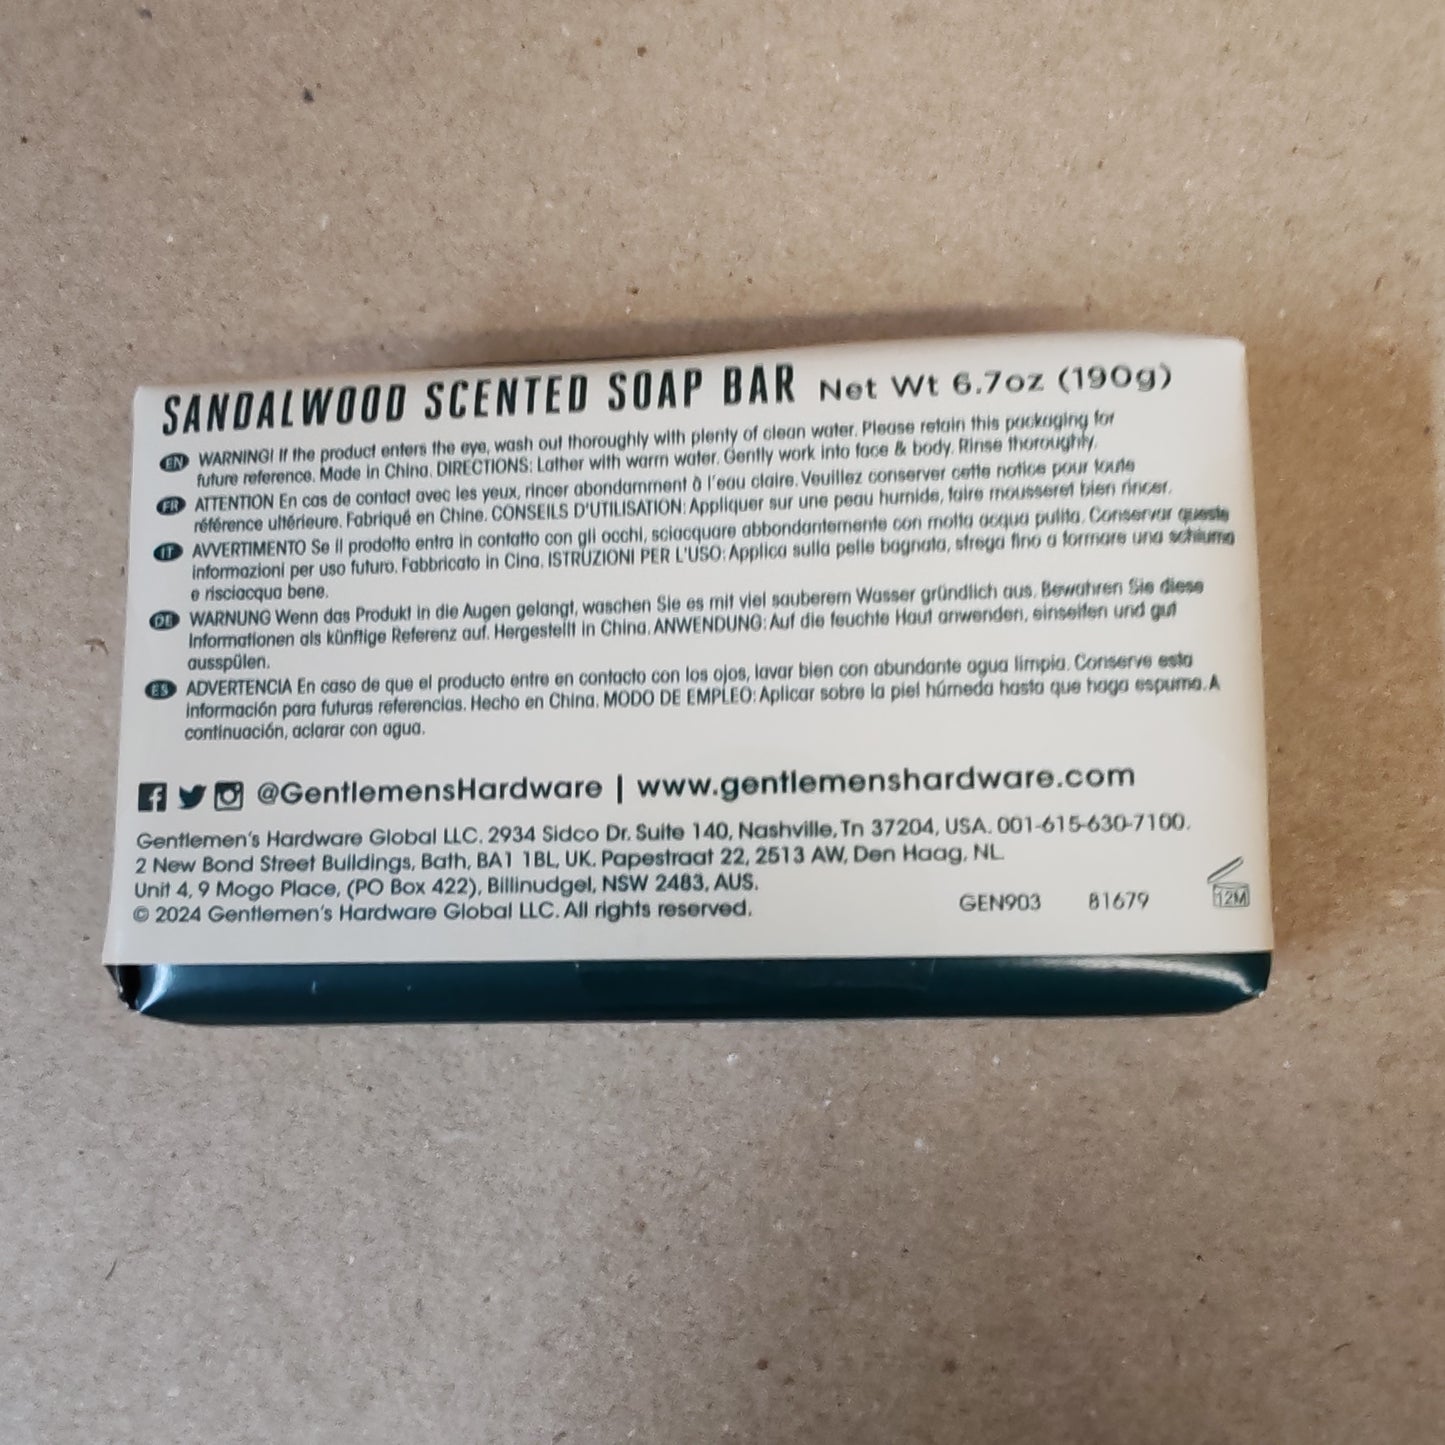 SANDALWOOD SCENTED SOAP BAR Net Wt 6.7oz (190g)
EN WARNING! If the product enters the eye, wash out thoroughly with plenty of clean water. Please retain this packaging for
future reference. Made in China. DIRECTIONS: Lather with warm water. Gently work into face & body. Rinse thoroughly.
FR ATTENTION En cas de contact avec les yeux, rincer abondamment à l'eau claire. Veuillez conserver cette notice pour toute
référence ultérieure. Fabriqué en Chine. CONSEILS D'UTILISATION: Appliquer sur une peau humide, faire mousseret bien rincer.
IT AVVERTIMENTO Se il prodotto entra in contatto con gli occhi, sciacquare abbondantemente con molta acqua pulita. Conservar queste
informazioni per uso futuro. Fabbricato in Cina. ISTRUZIONI PER L'USO: Applica sulla pelle bagnata, strega fino a formare una schiuma
e risciacqua bene.
DE WARNUNG Wenn das Produkt in die Augen gelangt, waschen Sie es mit viel sauberem Wasser gründlich aus. Bewahren Sie diese
Informationen als künftige Referenz auf. Hergestellt in China. ANWENDUNG: Auf die feuchte Haut anwenden, einseifen und gut
ausspülen.
ES ADVERTENCIA En caso de que el producto entre en contacto con los ojos, lavar bien con abundante agua limpia. Conserve esta
información para futuras referencias. Hecho en China. MODO DE EMPLEO: Aplicar sobre la piel húmeda hasta que haga espuma. A
continuación, aclarar con agua.
@GentlemensHardware | www.gentlemenshardware.com
Gentlemen's Hardware Global LLC. 2934 Sidco Dr. Suite 140, Nashville, Tn 37204, USA. 001-615-630-7100.
2 New Bond Street Buildings, Bath, BA1 1BL, UK. Papestraat 22, 2513 AW, Den Haag, NL.
Unit 4, 9 Mogo Place, (PO Box 422), Billinudgel, NSW 2483, AUS.
© 2024 Gentlemen's Hardware Global LLC. All rights reserved.
GEN903 81679 12M